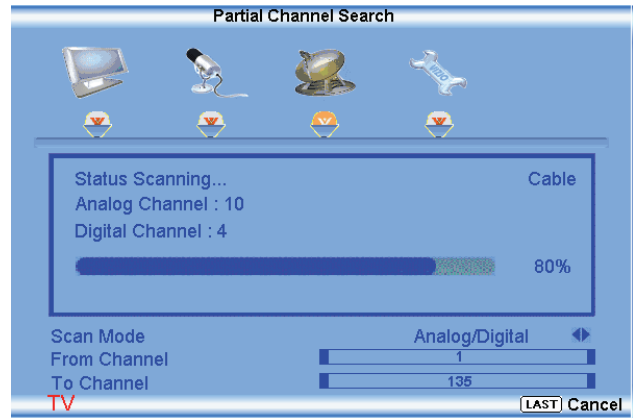 Partial Channel Search
VIZIO
Status Scanning... Cable
Analog Channel : 10
Digital Channel : 4
80%
Scan Mode Analog/Digital
From Channel 1
To Channel 135
TV LAST Cancel